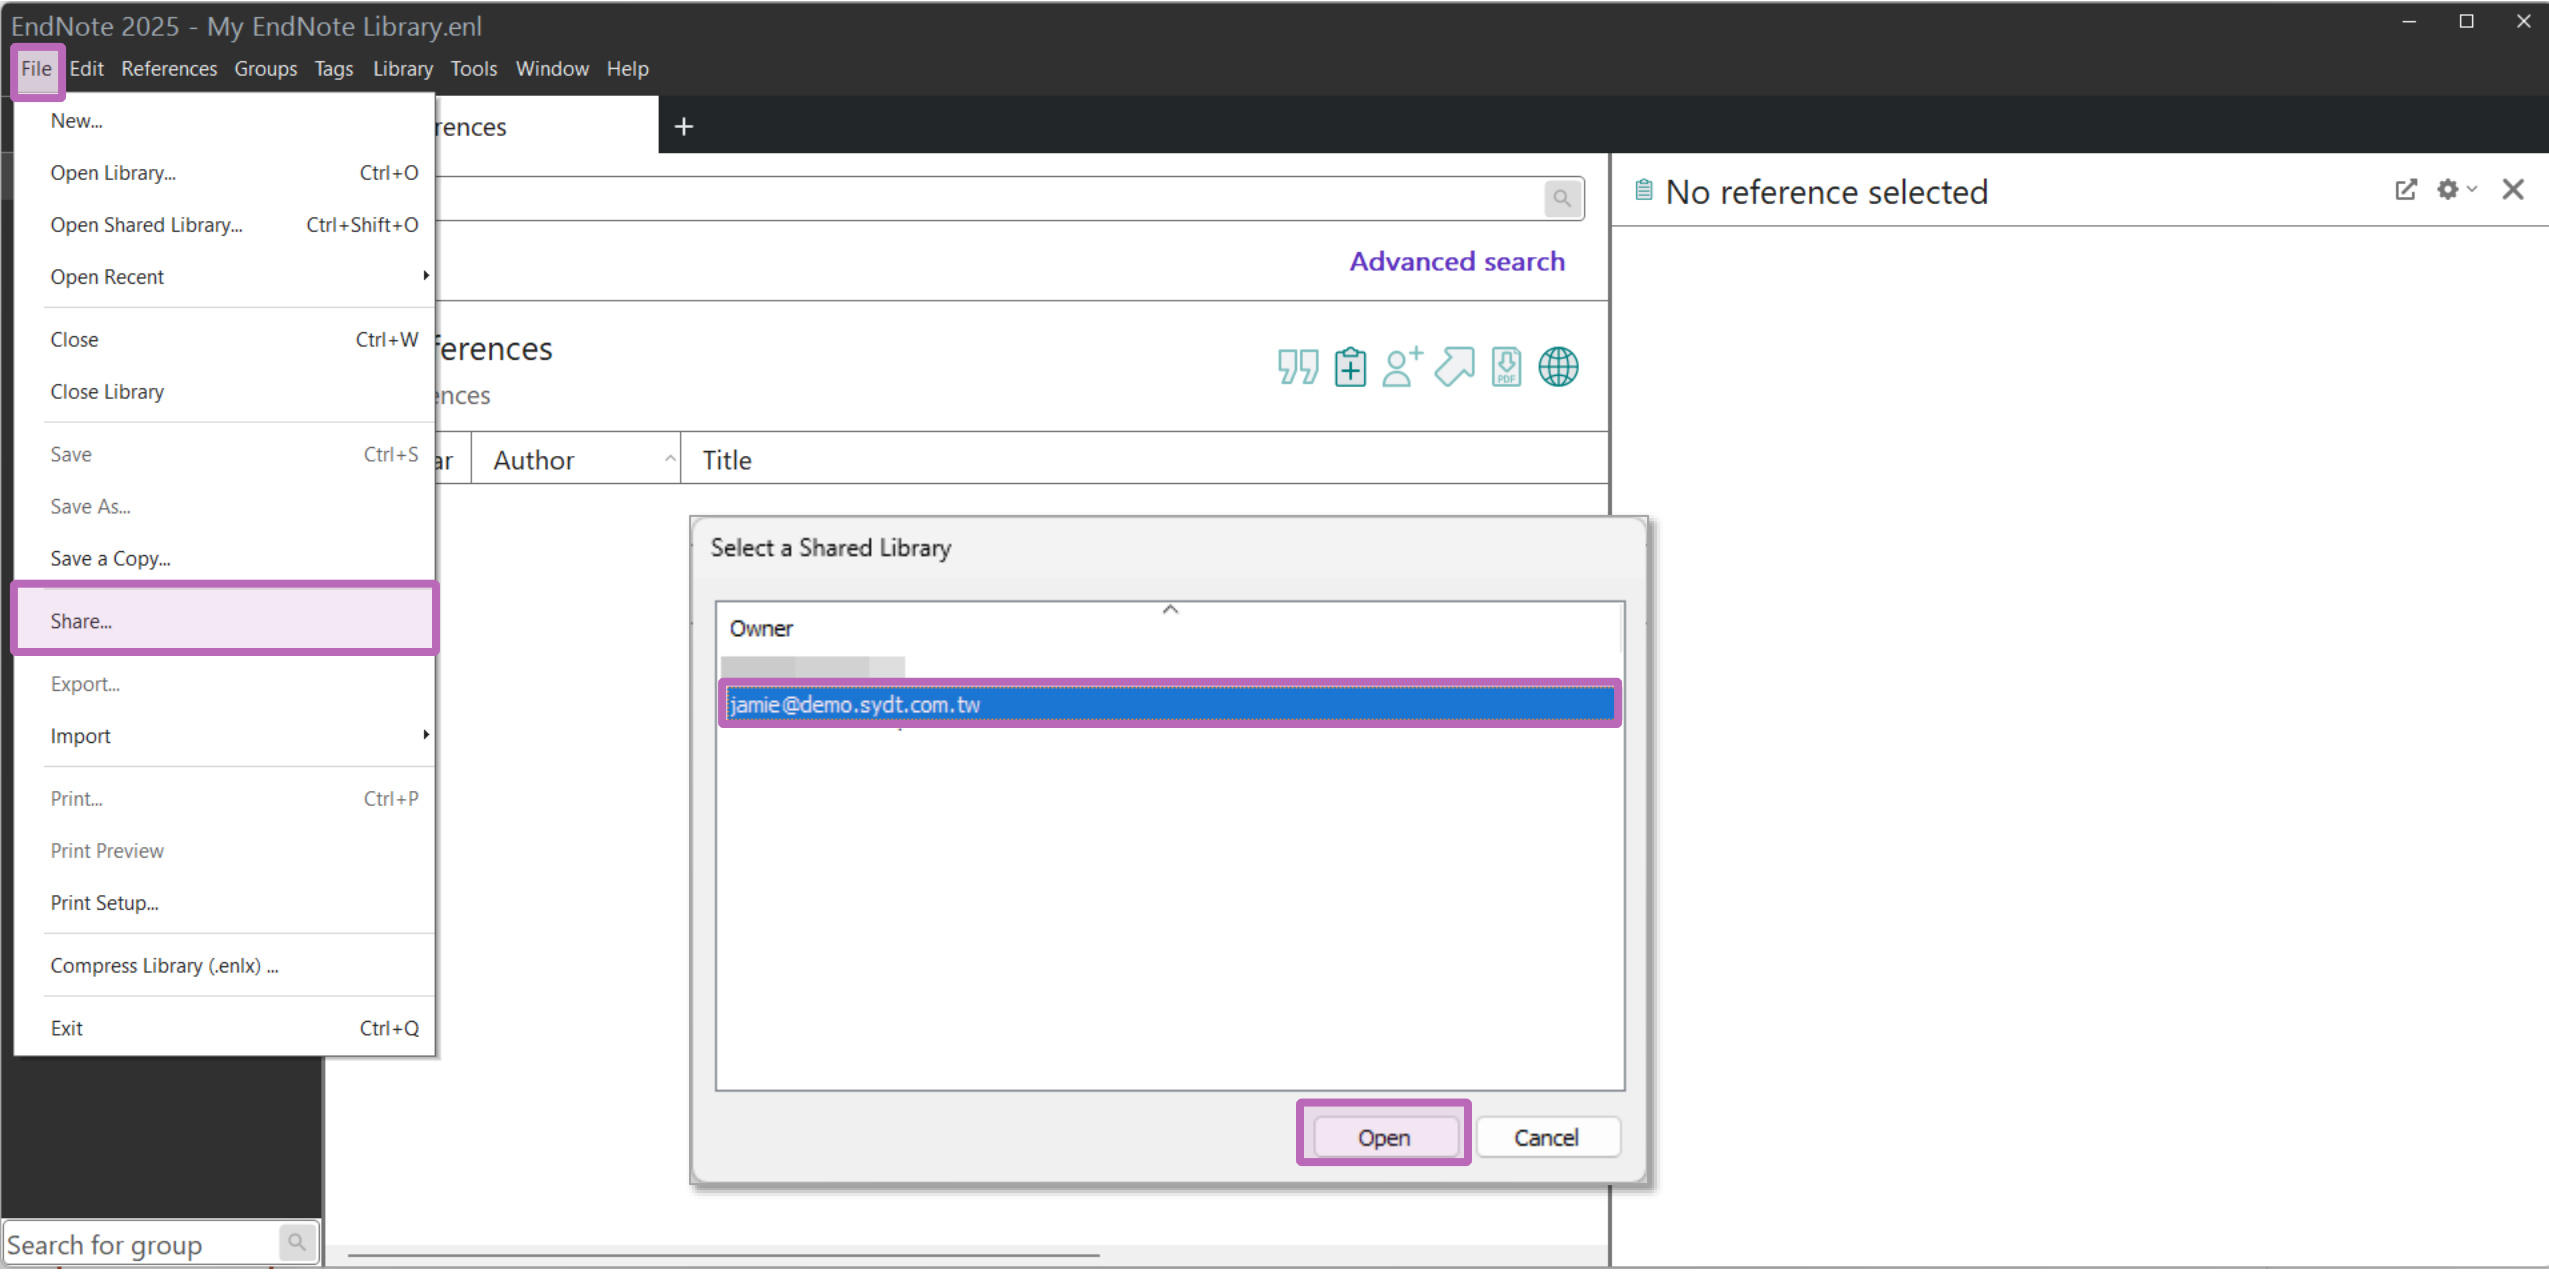 EndNote 2025 - My EndNote Library.enl
File Edit References Groups Tags Library Tools Window Help
New...
Open Library... Ctrl+O
Open Shared Library... Ctrl+Shift+O
Open Recent
Close Ctrl+W
Close Library
Save Ctrl+S
Save As...
Save a Copy...
Share...
Export...
Import
Print... Ctrl+P
Print Preview
Print Setup...
Compress Library (.enlx) ...
Exit Ctrl+Q
Search for group
rences
+
Advanced search
ferences
ences
PDF
ar Author Title
Select a Shared Library
Owner
jamie@demo.sydt.com.tw
Open Cancel
No reference selected